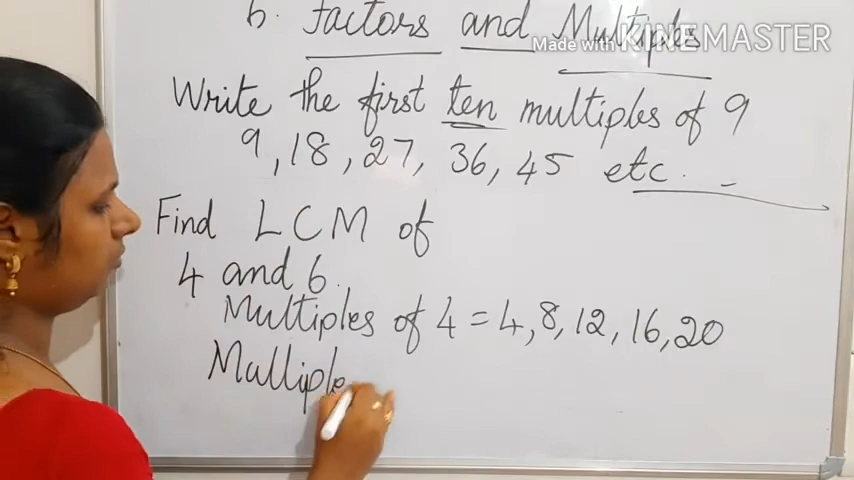 6. Factors and Multiples
Made with KINEMASTER
Write the first ten multiples of 9
9, 18, 27, 36, 45 etc.
Find LCM of
4 and 6.
Multiples of 4 = 4, 8, 12, 16, 20
Multiple